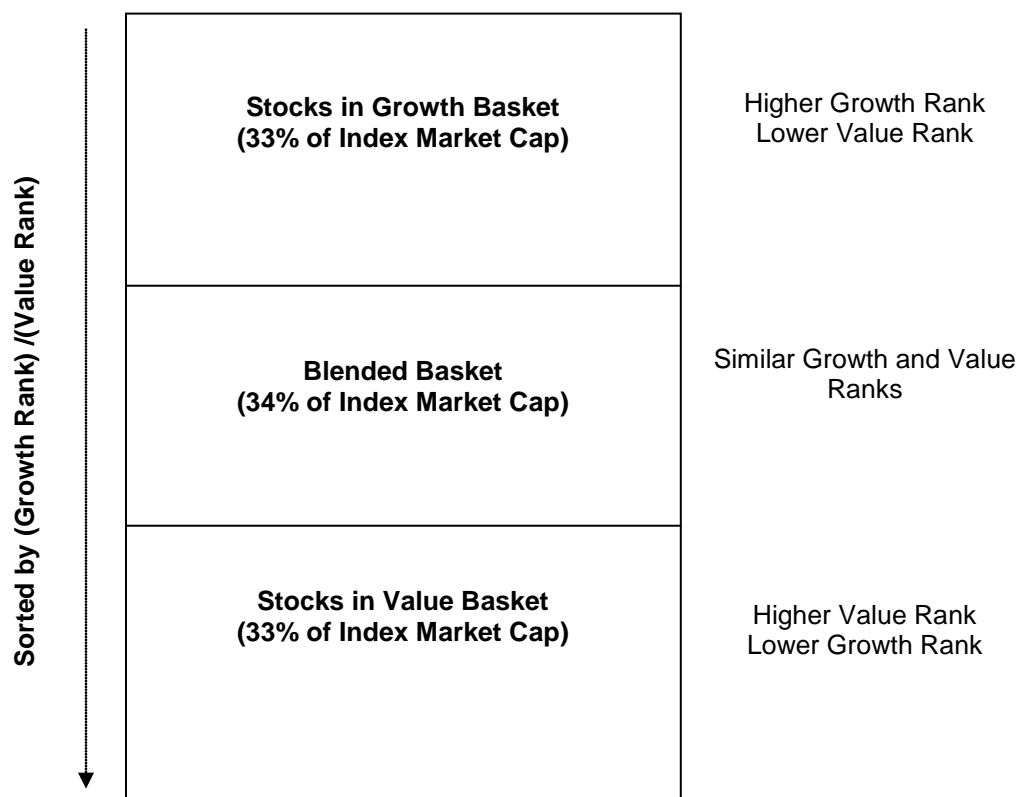 Sorted by (Growth Rank) /(Value Rank)
Stocks in Growth Basket
(33% of Index Market Cap)
Higher Growth Rank
Lower Value Rank
Blended Basket
(34% of Index Market Cap)
Similar Growth and Value
Ranks
Stocks in Value Basket
(33% of Index Market Cap)
Higher Value Rank
Lower Growth Rank